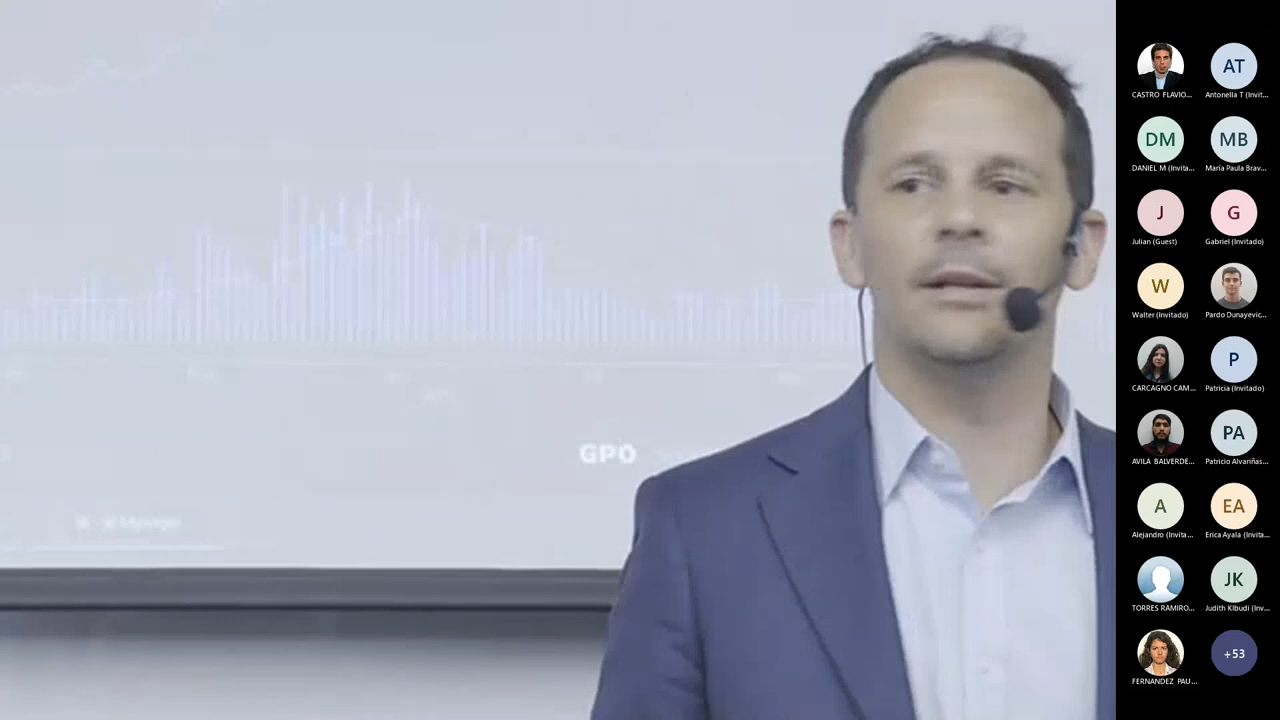 GPO
CASTRO FLAVIO...
AT
Antonella T (Invit...
DM
DANIEL M (Invita...
MB
María Paula Brav...
J
Julian (Guest)
G
Gabriel (Invitado)
W
Walter (Invitado)
Pardo Dunayevic...
CARCAGNO CAM...
P
Patricia (Invitado)
AVILA BALVERDE...
PA
Patricio Alvariñas...
A
Alejandro (Invita...
EA
Erica Ayala (Invita...
TORRES RAMIRO...
JK
Judith Klbudi (Inv...
FERNANDEZ PAU...
+53